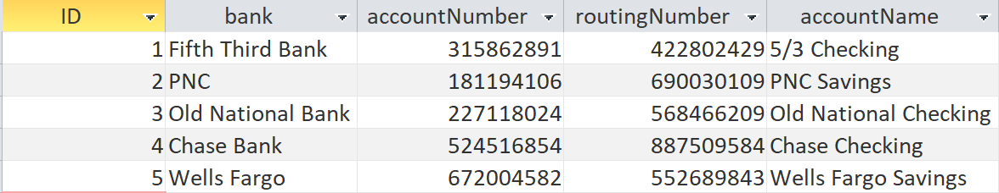 ID bank accountNumber routingNumber accountName
1 Fifth Third Bank 315862891 422802429 5/3 Checking
2 PNC 181194106 690030109 PNC Savings
3 Old National Bank 227118024 568466209 Old National Checking
4 Chase Bank 524516854 887509584 Chase Checking
5 Wells Fargo 672004582 552689843 Wells Fargo Savings